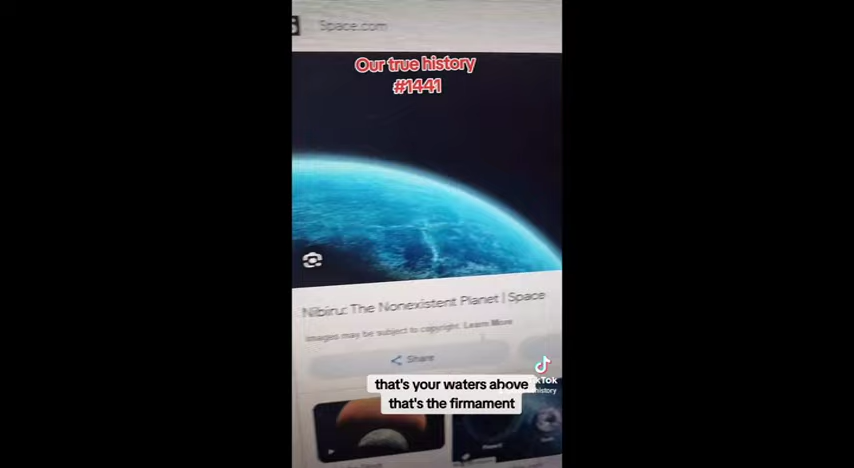 Space.com
Our true history
#1441
Nibiru: The Nonexistent Planet | Space
Images may be subject to copyright. Learn More
Share
that's your waters above
that's the firmament
TikTok
history